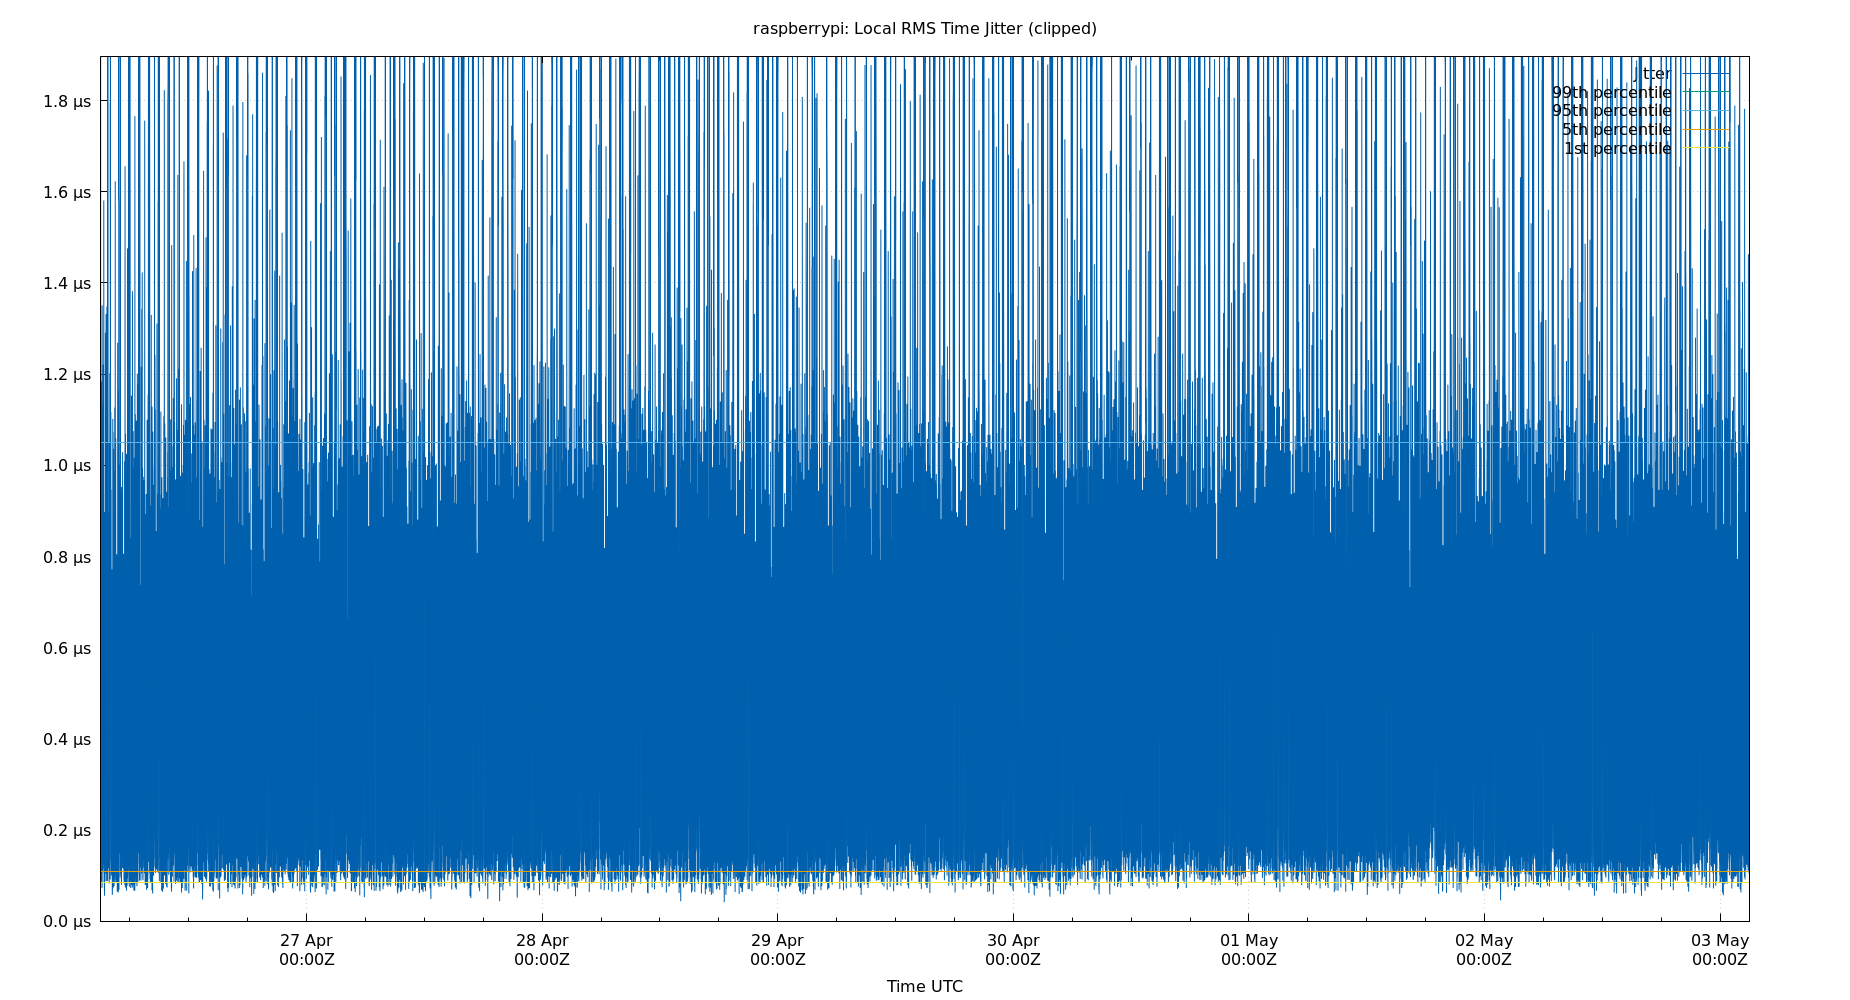 raspberrypi: Local RMS Time Jitter (clipped)
jitter
99th percentile
95th percentile
5th percentile
1st percentile
1.8 µs
1.6 µs
1.4 µs
1.2 µs
1.0 µs
0.8 µs
0.6 µs
0.4 µs
0.2 µs
0.0 µs
27 Apr 28 Apr 29 Apr 30 Apr 01 May 02 May 03 May
00:00Z 00:00Z 00:00Z 00:00Z 00:00Z 00:00Z 00:00Z
Time UTC